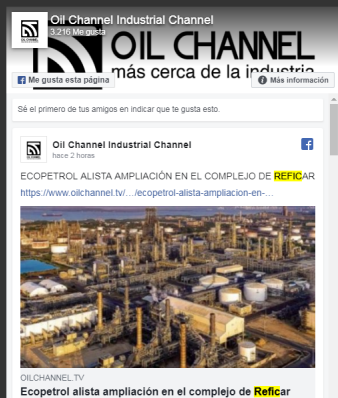 Oil Channel Industrial Channel
3,216 Me gusta
OIL CHANNEL
más cerca de la industria
Me gusta esta página
Más información
Sé el primero de tus amigos en indicar que te gusta esto.
Oil Channel Industrial Channel
hace 2 horas
ECOPETROL ALISTA AMPLIACIÓN EN EL COMPLEJO DE REFICAR
https://www.oilchannel.tv/…/ecopetrol-alista-ampliacion-en-…
OILCHANNEL.TV
Ecopetrol alista ampliación en el complejo de Reficar